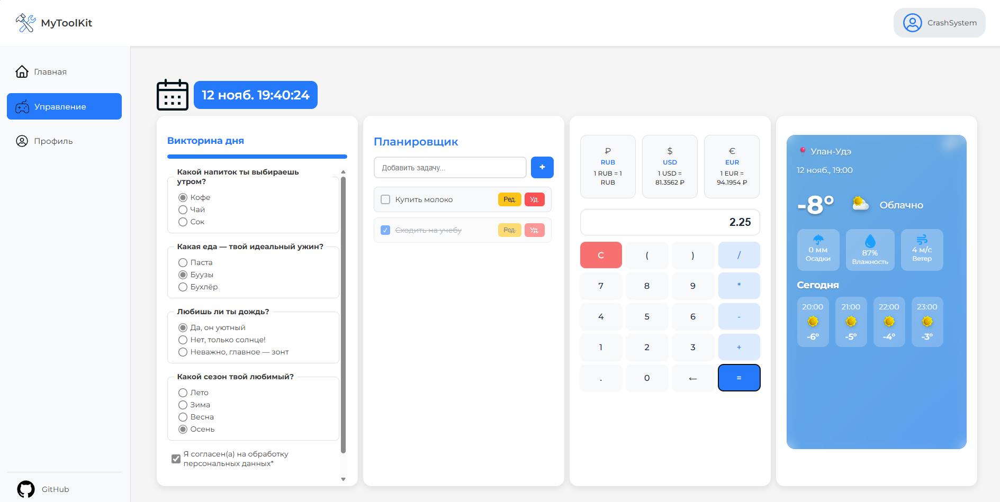 MyToolKit
CrashSystem
Главная
Управление
Профиль
GitHub
12 нояб. 19:40:24
Викторина дня
Какой напиток ты выбираешь
утром?
Кофе
Чай
Сок
Какая еда — твой идеальный ужин?
Паста
Буузы
Бухлёр
Любишь ли ты дождь?
Да, он уютный
Нет, только солнце!
Неважно, главное — зонт
Какой сезон твой любимый?
Лето
Зима
Весна
Осень
Я согласен(а) на обработку
персональных данных*
Планировщик
Добавить задачу...
+
Купить молоко Ред. Уд.
Сходить на учебу Ред. Уд.
₽ $ €
RUB USD EUR
1 RUB = 1
RUB
1 USD =
81.3562 ₽
1 EUR =
94.1954 ₽
2.25
C ( ) /
7 8 9 *
4 5 6 -
1 2 3 +
. 0 ← =
Улан-Удэ
12 нояб., 19:00
-8° Облачно
0 мм
Осадки
87%
Влажность
4 м/с
Ветер
Сегодня
20:00 21:00 22:00 23:00
-6° -5° -4° -3°